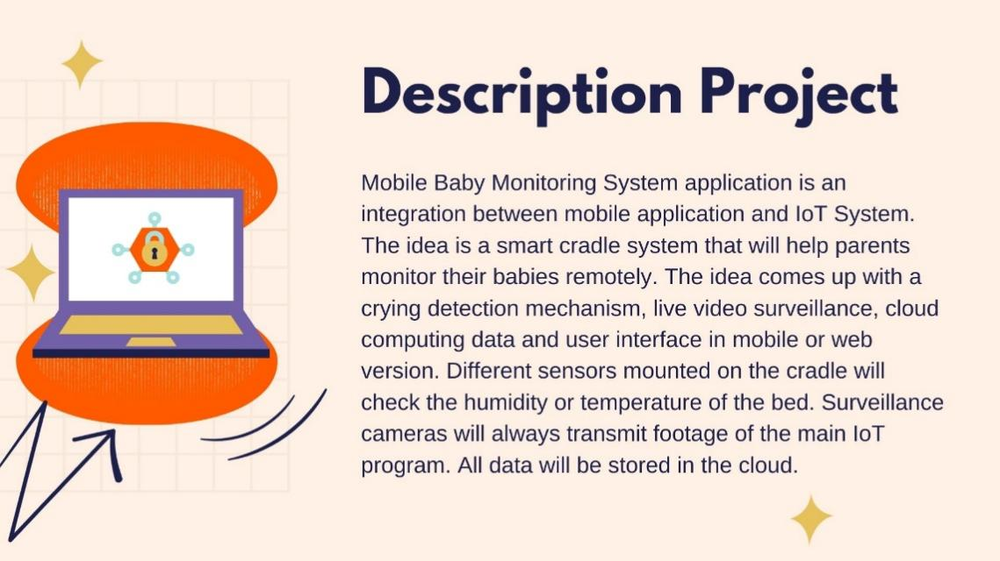 Description Project
Mobile Baby Monitoring System application is an
integration between mobile application and IoT System.
The idea is a smart cradle system that will help parents
monitor their babies remotely. The idea comes up with a
crying detection mechanism, live video surveillance, cloud
computing data and user interface in mobile or web
version. Different sensors mounted on the cradle will
check the humidity or temperature of the bed. Surveillance
cameras will always transmit footage of the main IoT
program. All data will be stored in the cloud.